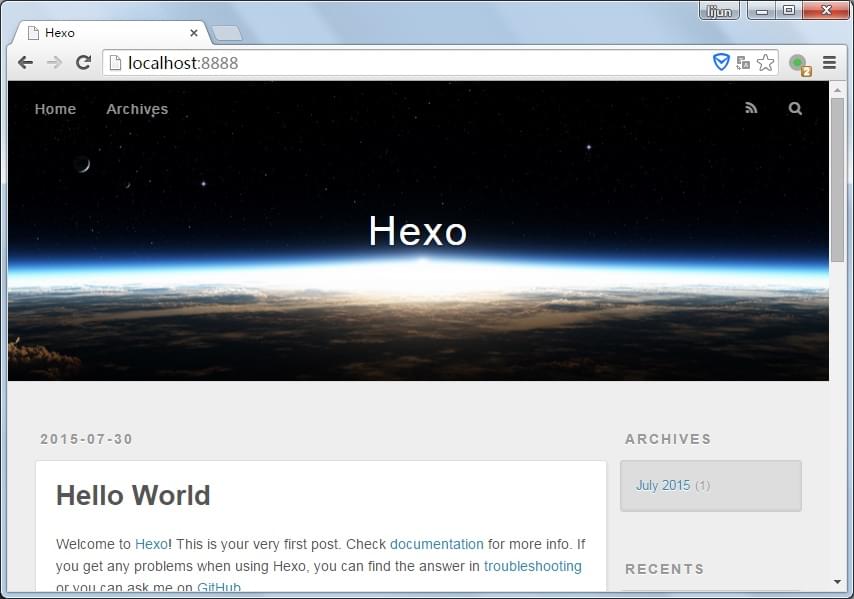 lijun
Hexo
localhost:8888
2
Home Archives
Hexo
2015-07-30
Hello World
Welcome to Hexo! This is your very first post. Check documentation for more info. If
you get any problems when using Hexo, you can find the answer in troubleshooting
or you can ask me on GitHub
ARCHIVES
July 2015 (1)
RECENTS